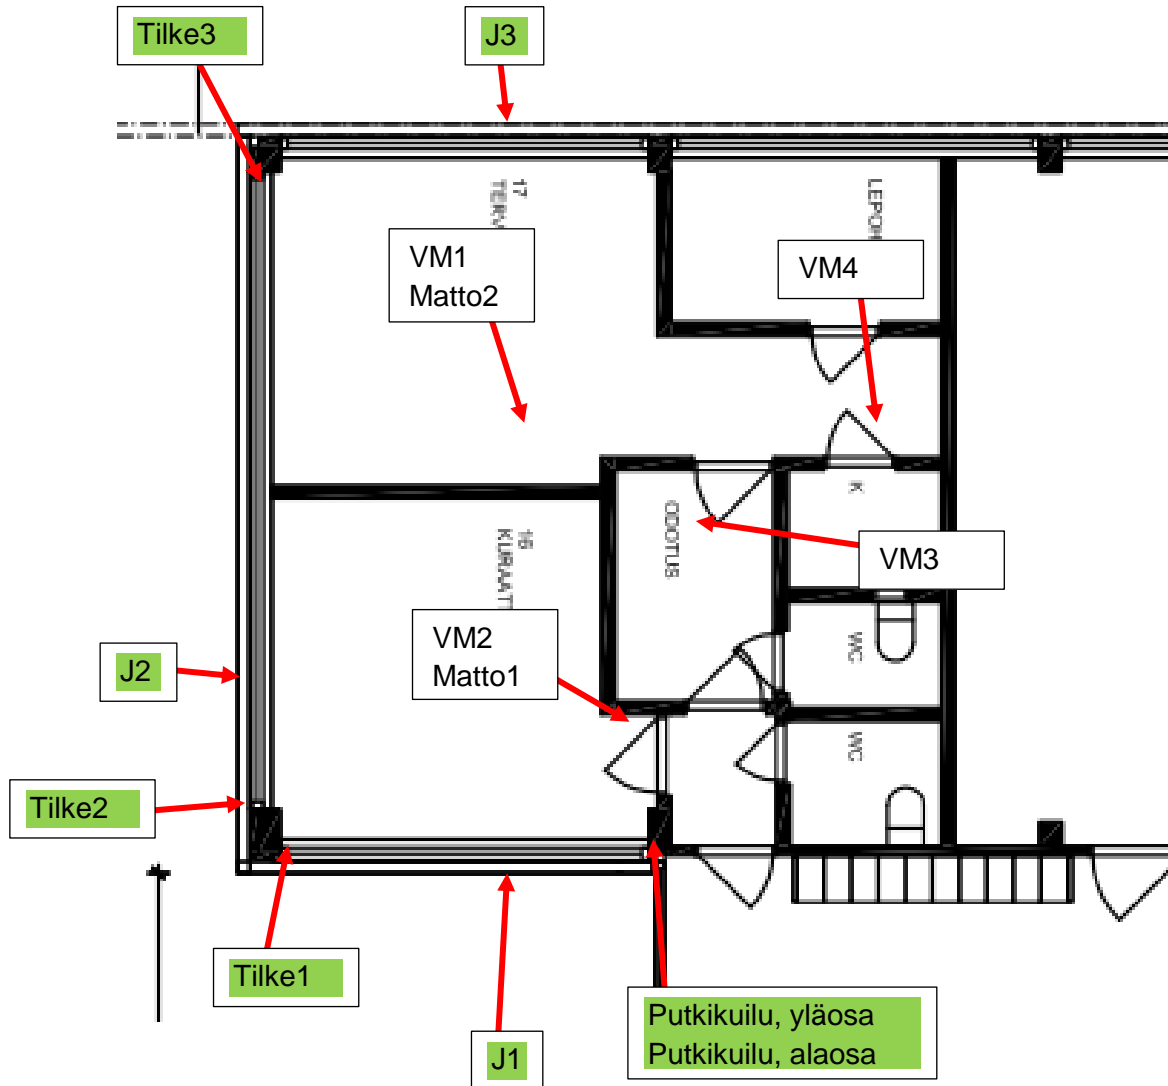 Tilke3
J3
17
VM1
Matto2
VM4
K
ODOTUS
VM3
16
VM2
Matto1
WC
J2
WC
Tilke2
Tilke1
Putkikuilu, yläosa
Putkikuilu, alaosa
J1